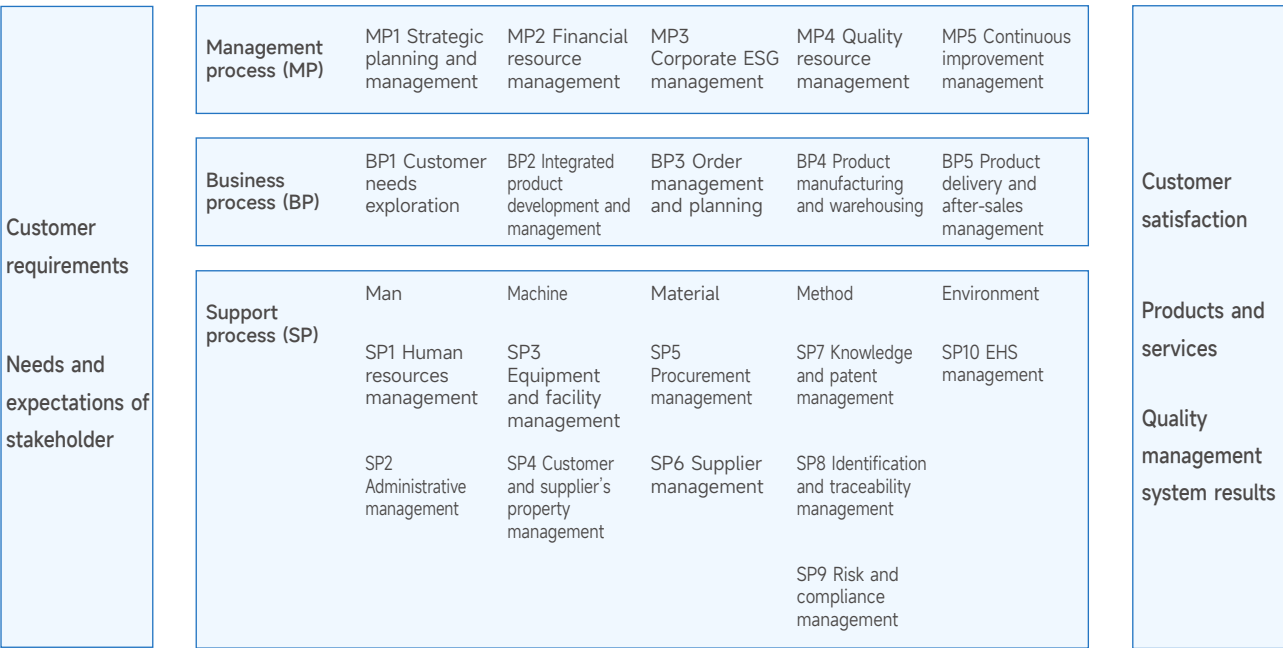 Customer
requirements
Needs and
expectations of
stakeholder
Management
process (MP)
MP1 Strategic
planning and
management
MP2 Financial
resource
management
MP3
Corporate ESG
management
MP4 Quality
resource
management
MP5 Continuous
improvement
management
Business
process (BP)
BP1 Customer
needs
exploration
BP2 Integrated
product
development and
management
BP3 Order
management
and planning
BP4 Product
manufacturing
and warehousing
BP5 Product
delivery and
after-sales
management
Support
process (SP)
Man
SP1 Human
resources
management
SP2
Administrative
management
Machine
SP3
Equipment
and facility
management
SP4 Customer
and supplier’s
property
management
Material
SP5
Procurement
management
SP6 Supplier
management
Method
SP7 Knowledge
and patent
management
SP8 Identification
and traceability
management
SP9 Risk and
compliance
management
Environment
SP10 EHS
management
Customer
satisfaction
Products and
services
Quality
management
system results